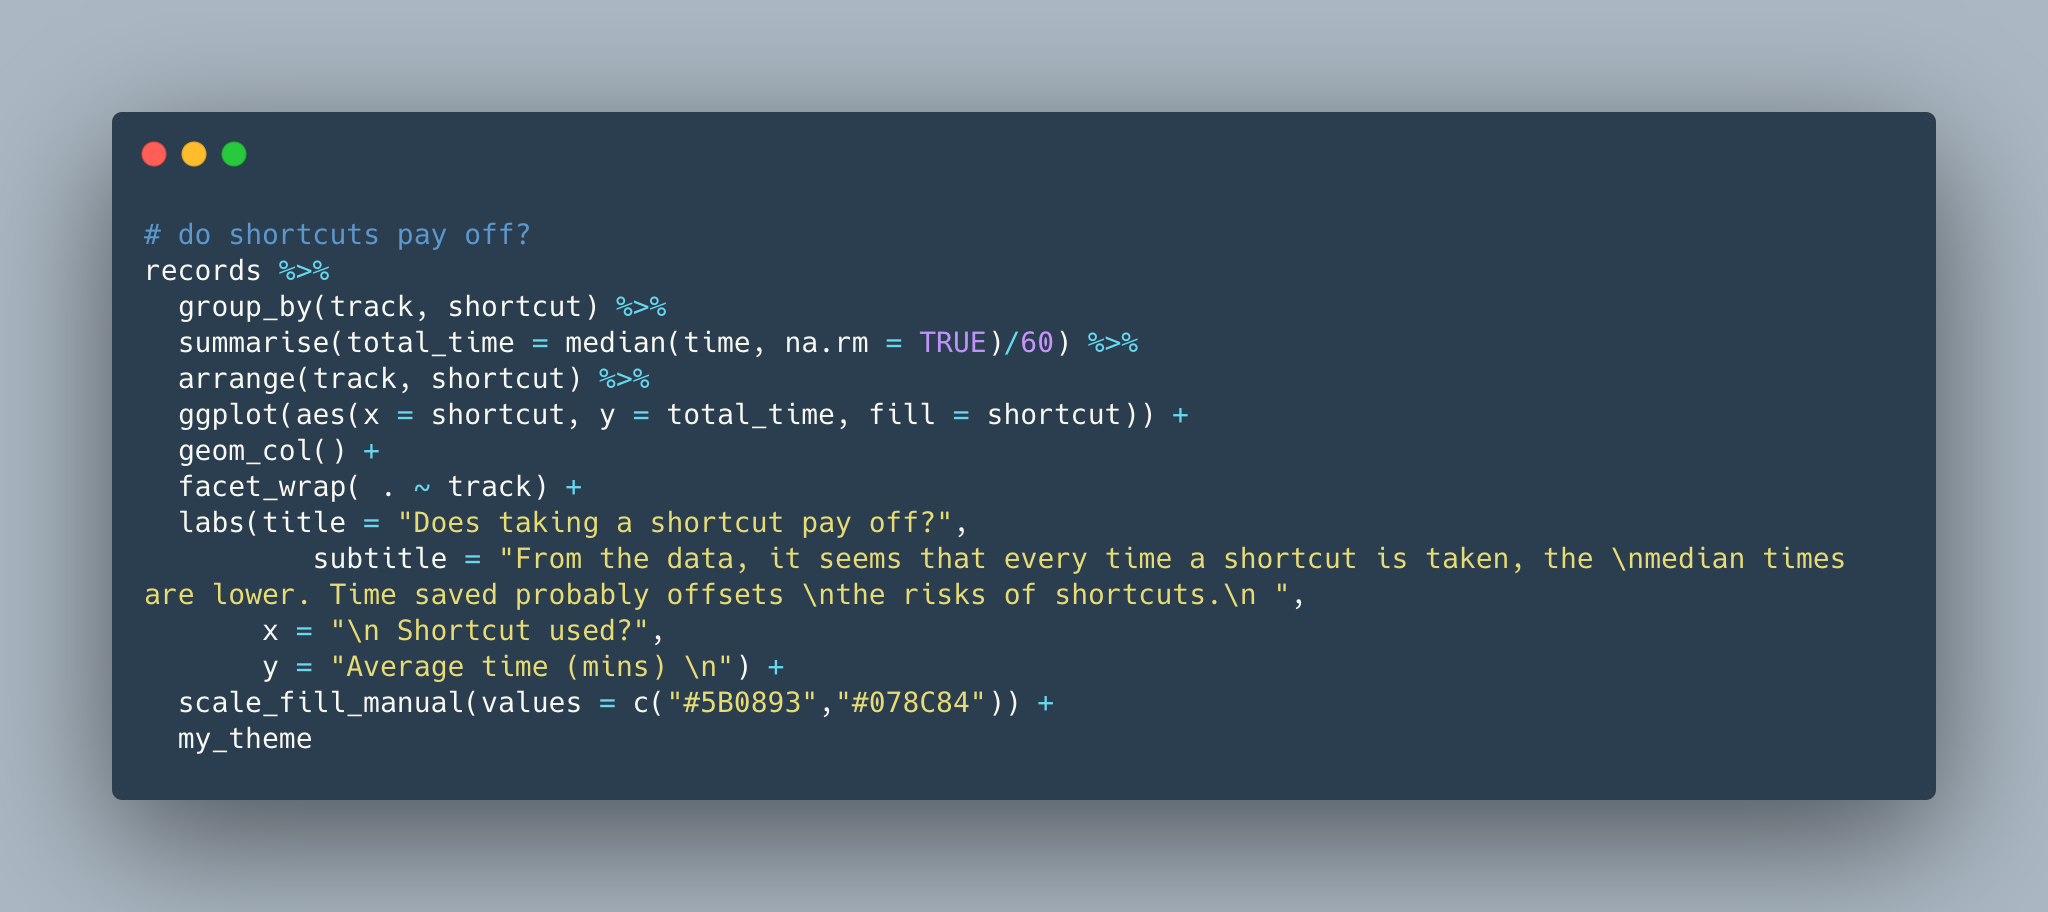 # do shortcuts pay off?
records %>%
  group_by(track, shortcut) %>%
  summarise(total_time = median(time, na.rm = TRUE)/60) %>%
  arrange(track, shortcut) %>%
  ggplot(aes(x = shortcut, y = total_time, fill = shortcut)) +
  geom_col() +
  facet_wrap( . ~ track) +
  labs(title = "Does taking a shortcut pay off?",
          subtitle = "From the data, it seems that every time a shortcut is taken, the \nmedian times
are lower. Time saved probably offsets \nthe risks of shortcuts.\n ",
       x = "\n Shortcut used?",
       y = "Average time (mins) \n") +
  scale_fill_manual(values = c("#5B0893","#078C84")) +
  my_theme